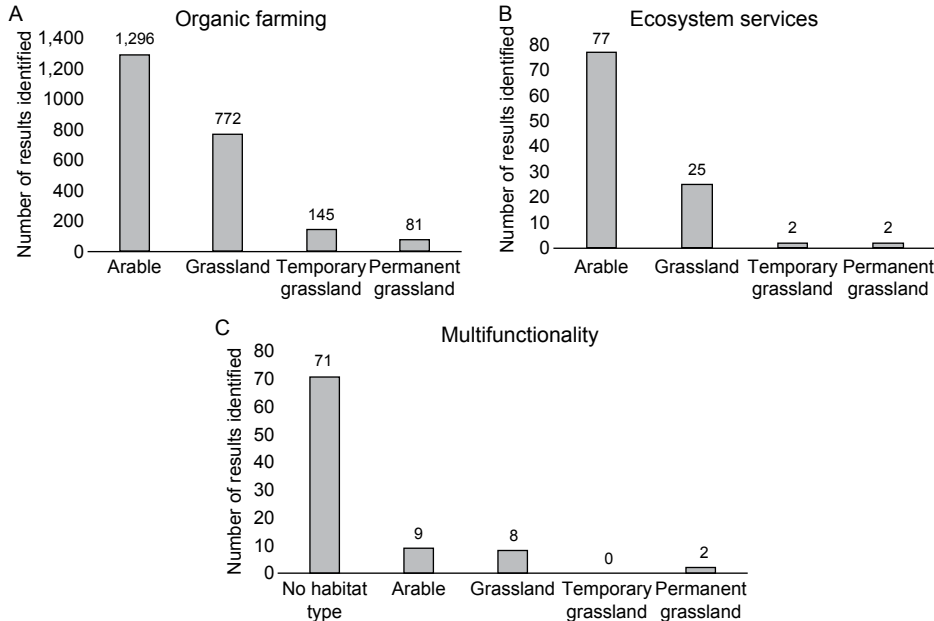 A
Organic farming
Number of results identified
1,400
1,200
1000
800
600
400
200
0
1,296
772
145
81
Arable
Grassland
Temporary
grassland
Permanent
grassland
B
Ecosystem services
Number of results identified
80
70
60
50
40
30
20
10
0
77
25
2
2
Arable
Grassland
Temporary
grassland
Permanent
grassland
C
Multifunctionality
Number of results identified
80
70
60
50
40
30
20
10
0
71
9
8
0
2
No habitat
type
Arable
Grassland
Temporary
grassland
Permanent
grassland